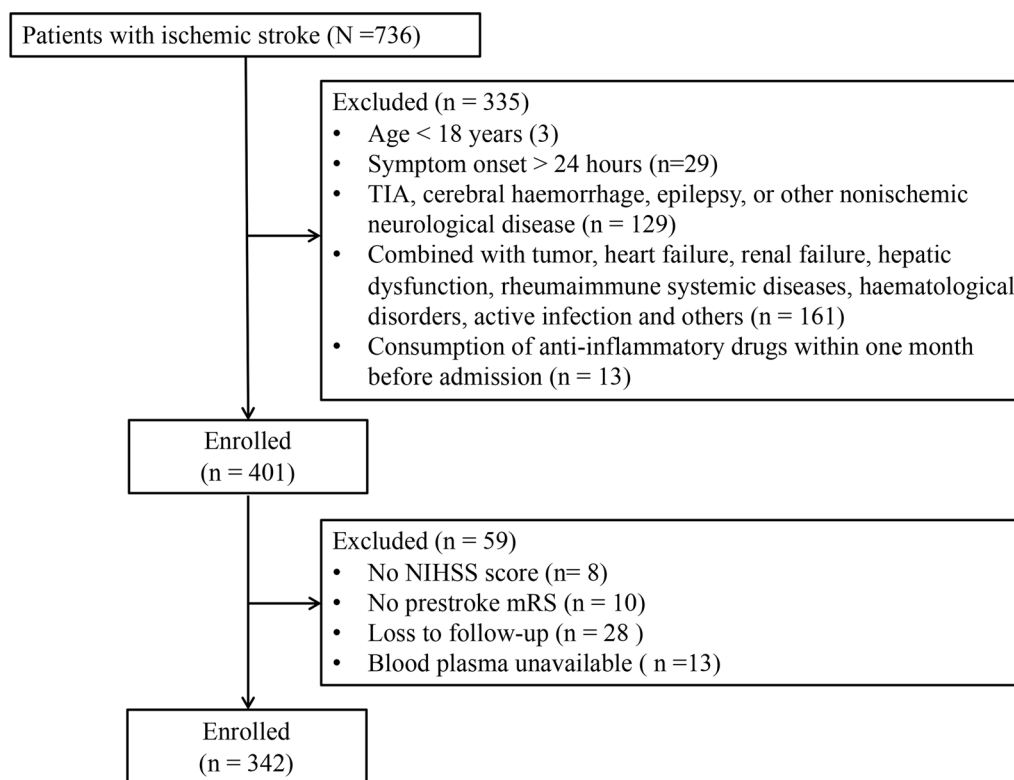 Patients with ischemic stroke (N =736)
Excluded (n = 335)
• Age < 18 years (3)
• Symptom onset > 24 hours (n=29)
• TIA, cerebral haemorrhage, epilepsy, or other nonischemic
neurological disease (n = 129)
• Combined with tumor, heart failure, renal failure, hepatic
dysfunction, rheumaimmune systemic diseases, haematological
disorders, active infection and others (n = 161)
• Consumption of anti-inflammatory drugs within one month
before admission (n = 13)
Enrolled
(n = 401)
Excluded (n = 59)
• No NIHSS score (n= 8)
• No prestroke mRS (n = 10)
• Loss to follow-up (n = 28 )
• Blood plasma unavailable ( n =13)
Enrolled
(n = 342)